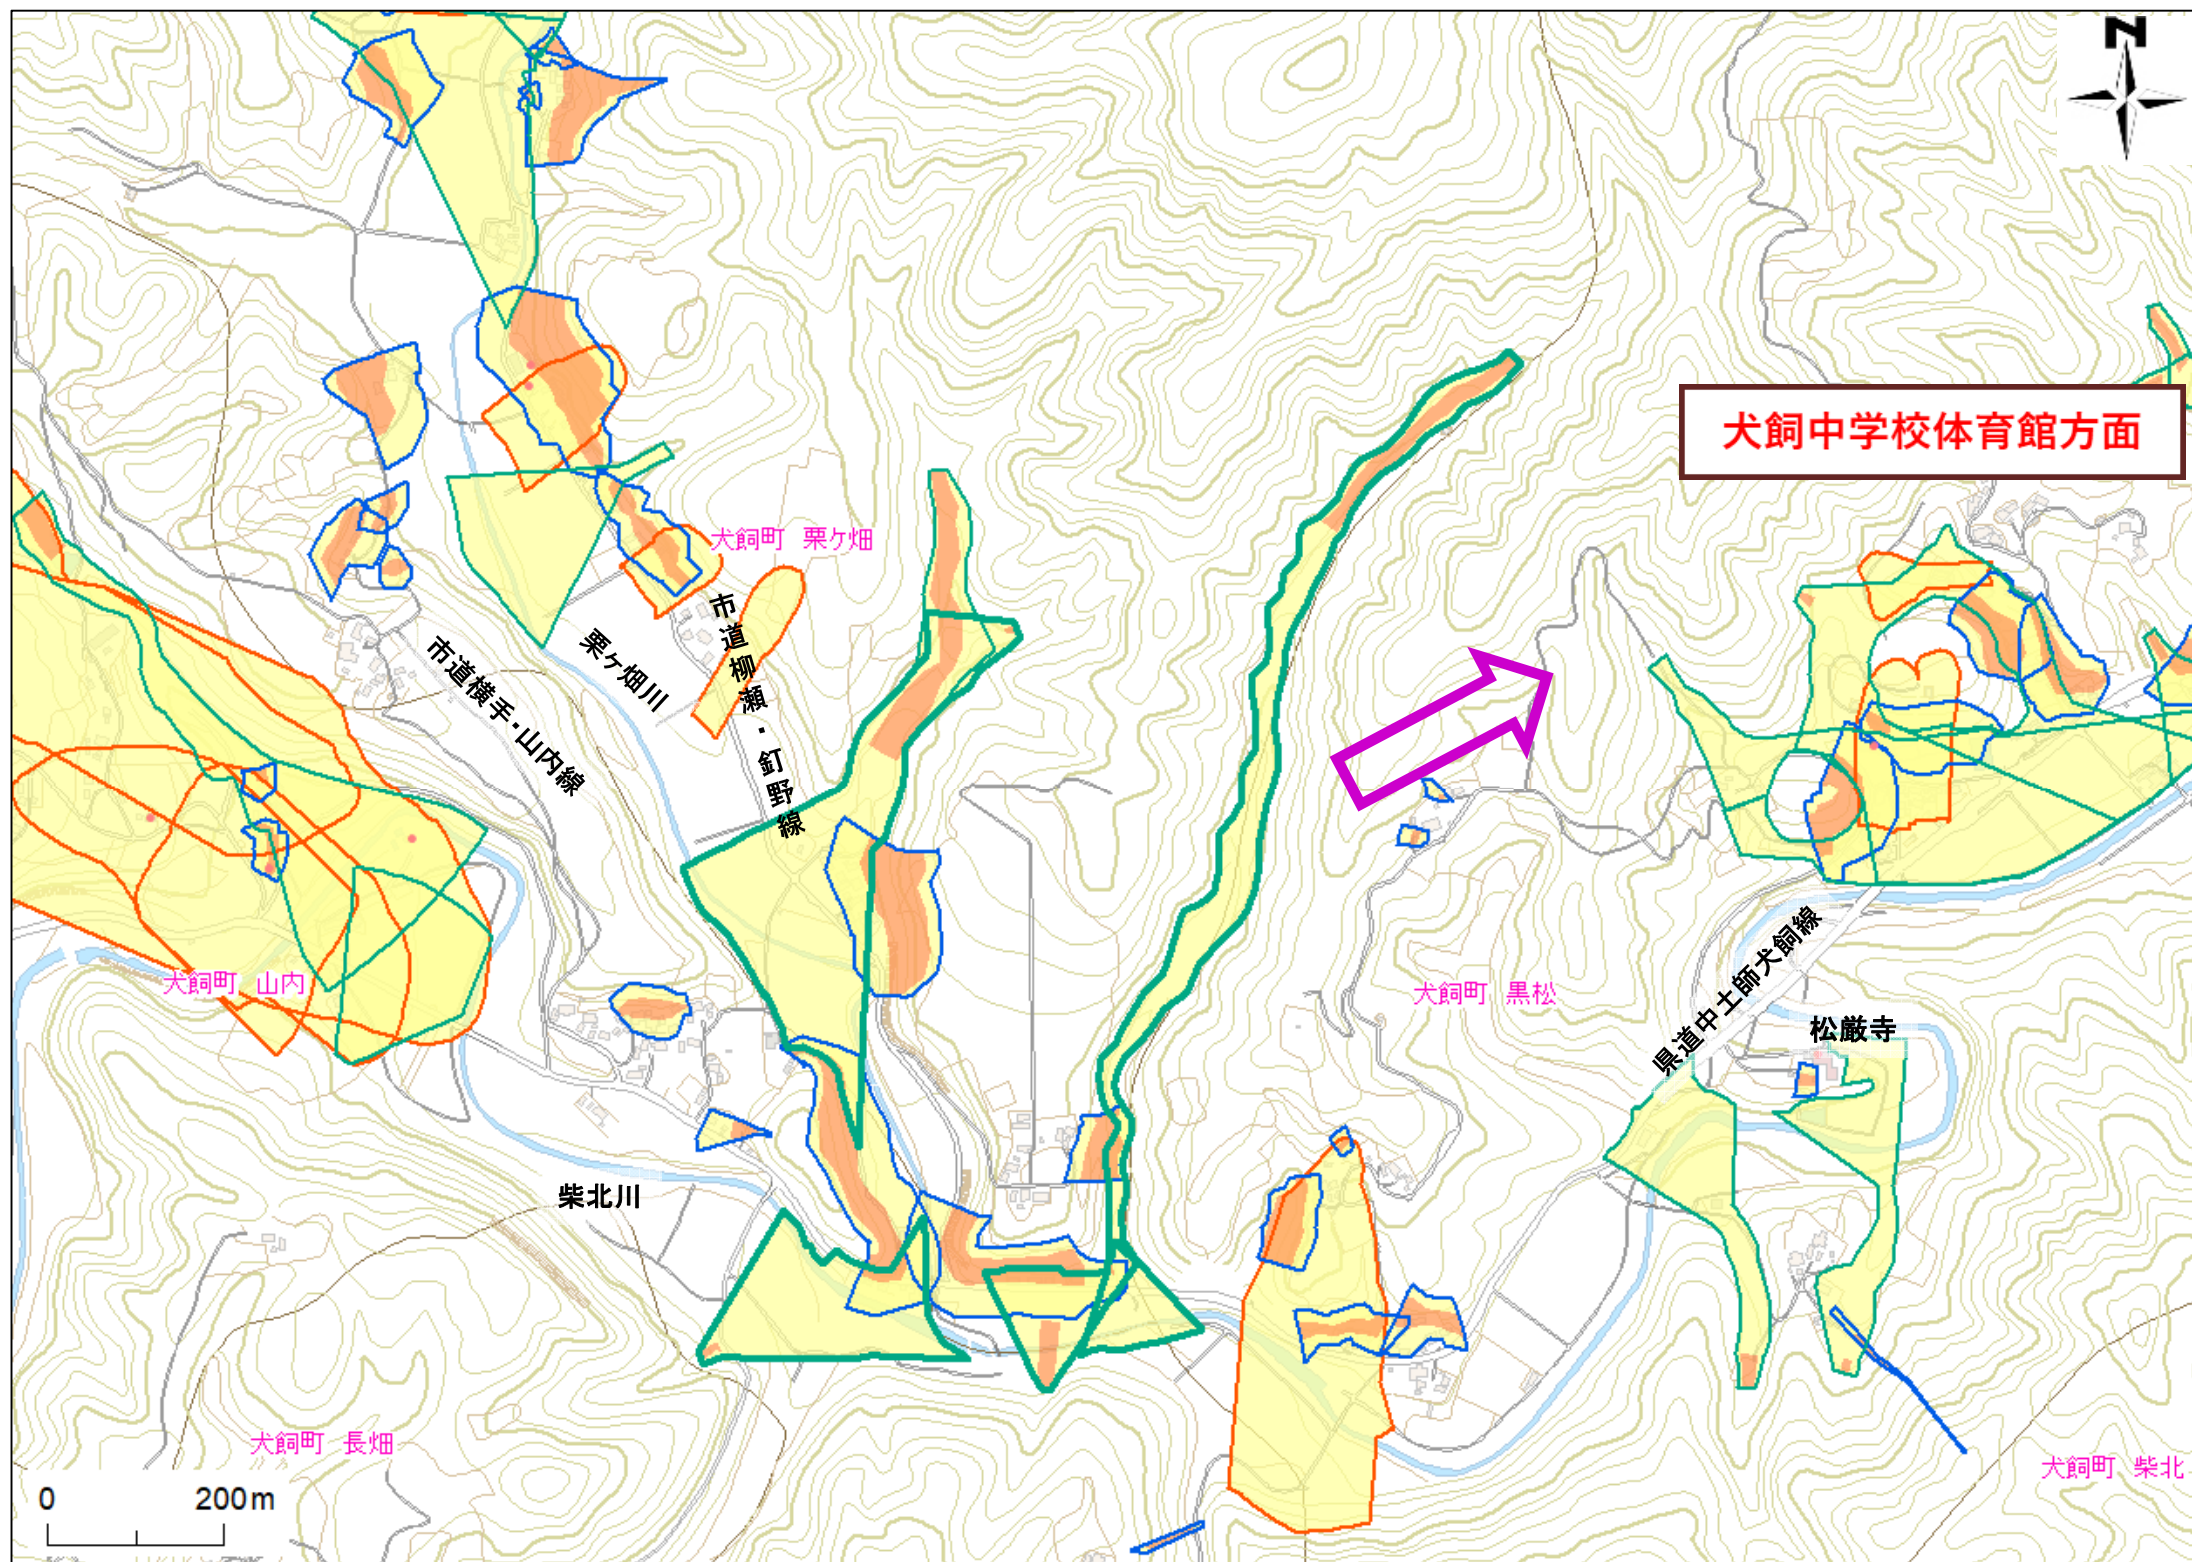 N
犬飼中学校体育館方面
犬飼町 栗ケ畑
市道柳瀬・釘野線
栗ヶ畑川
市道横手・山内線
犬飼町 山内
犬飼町 黒松
県道中土師犬飼線
松厳寺
柴北川
犬飼町 長畑
犬飼町 柴北
0 200m